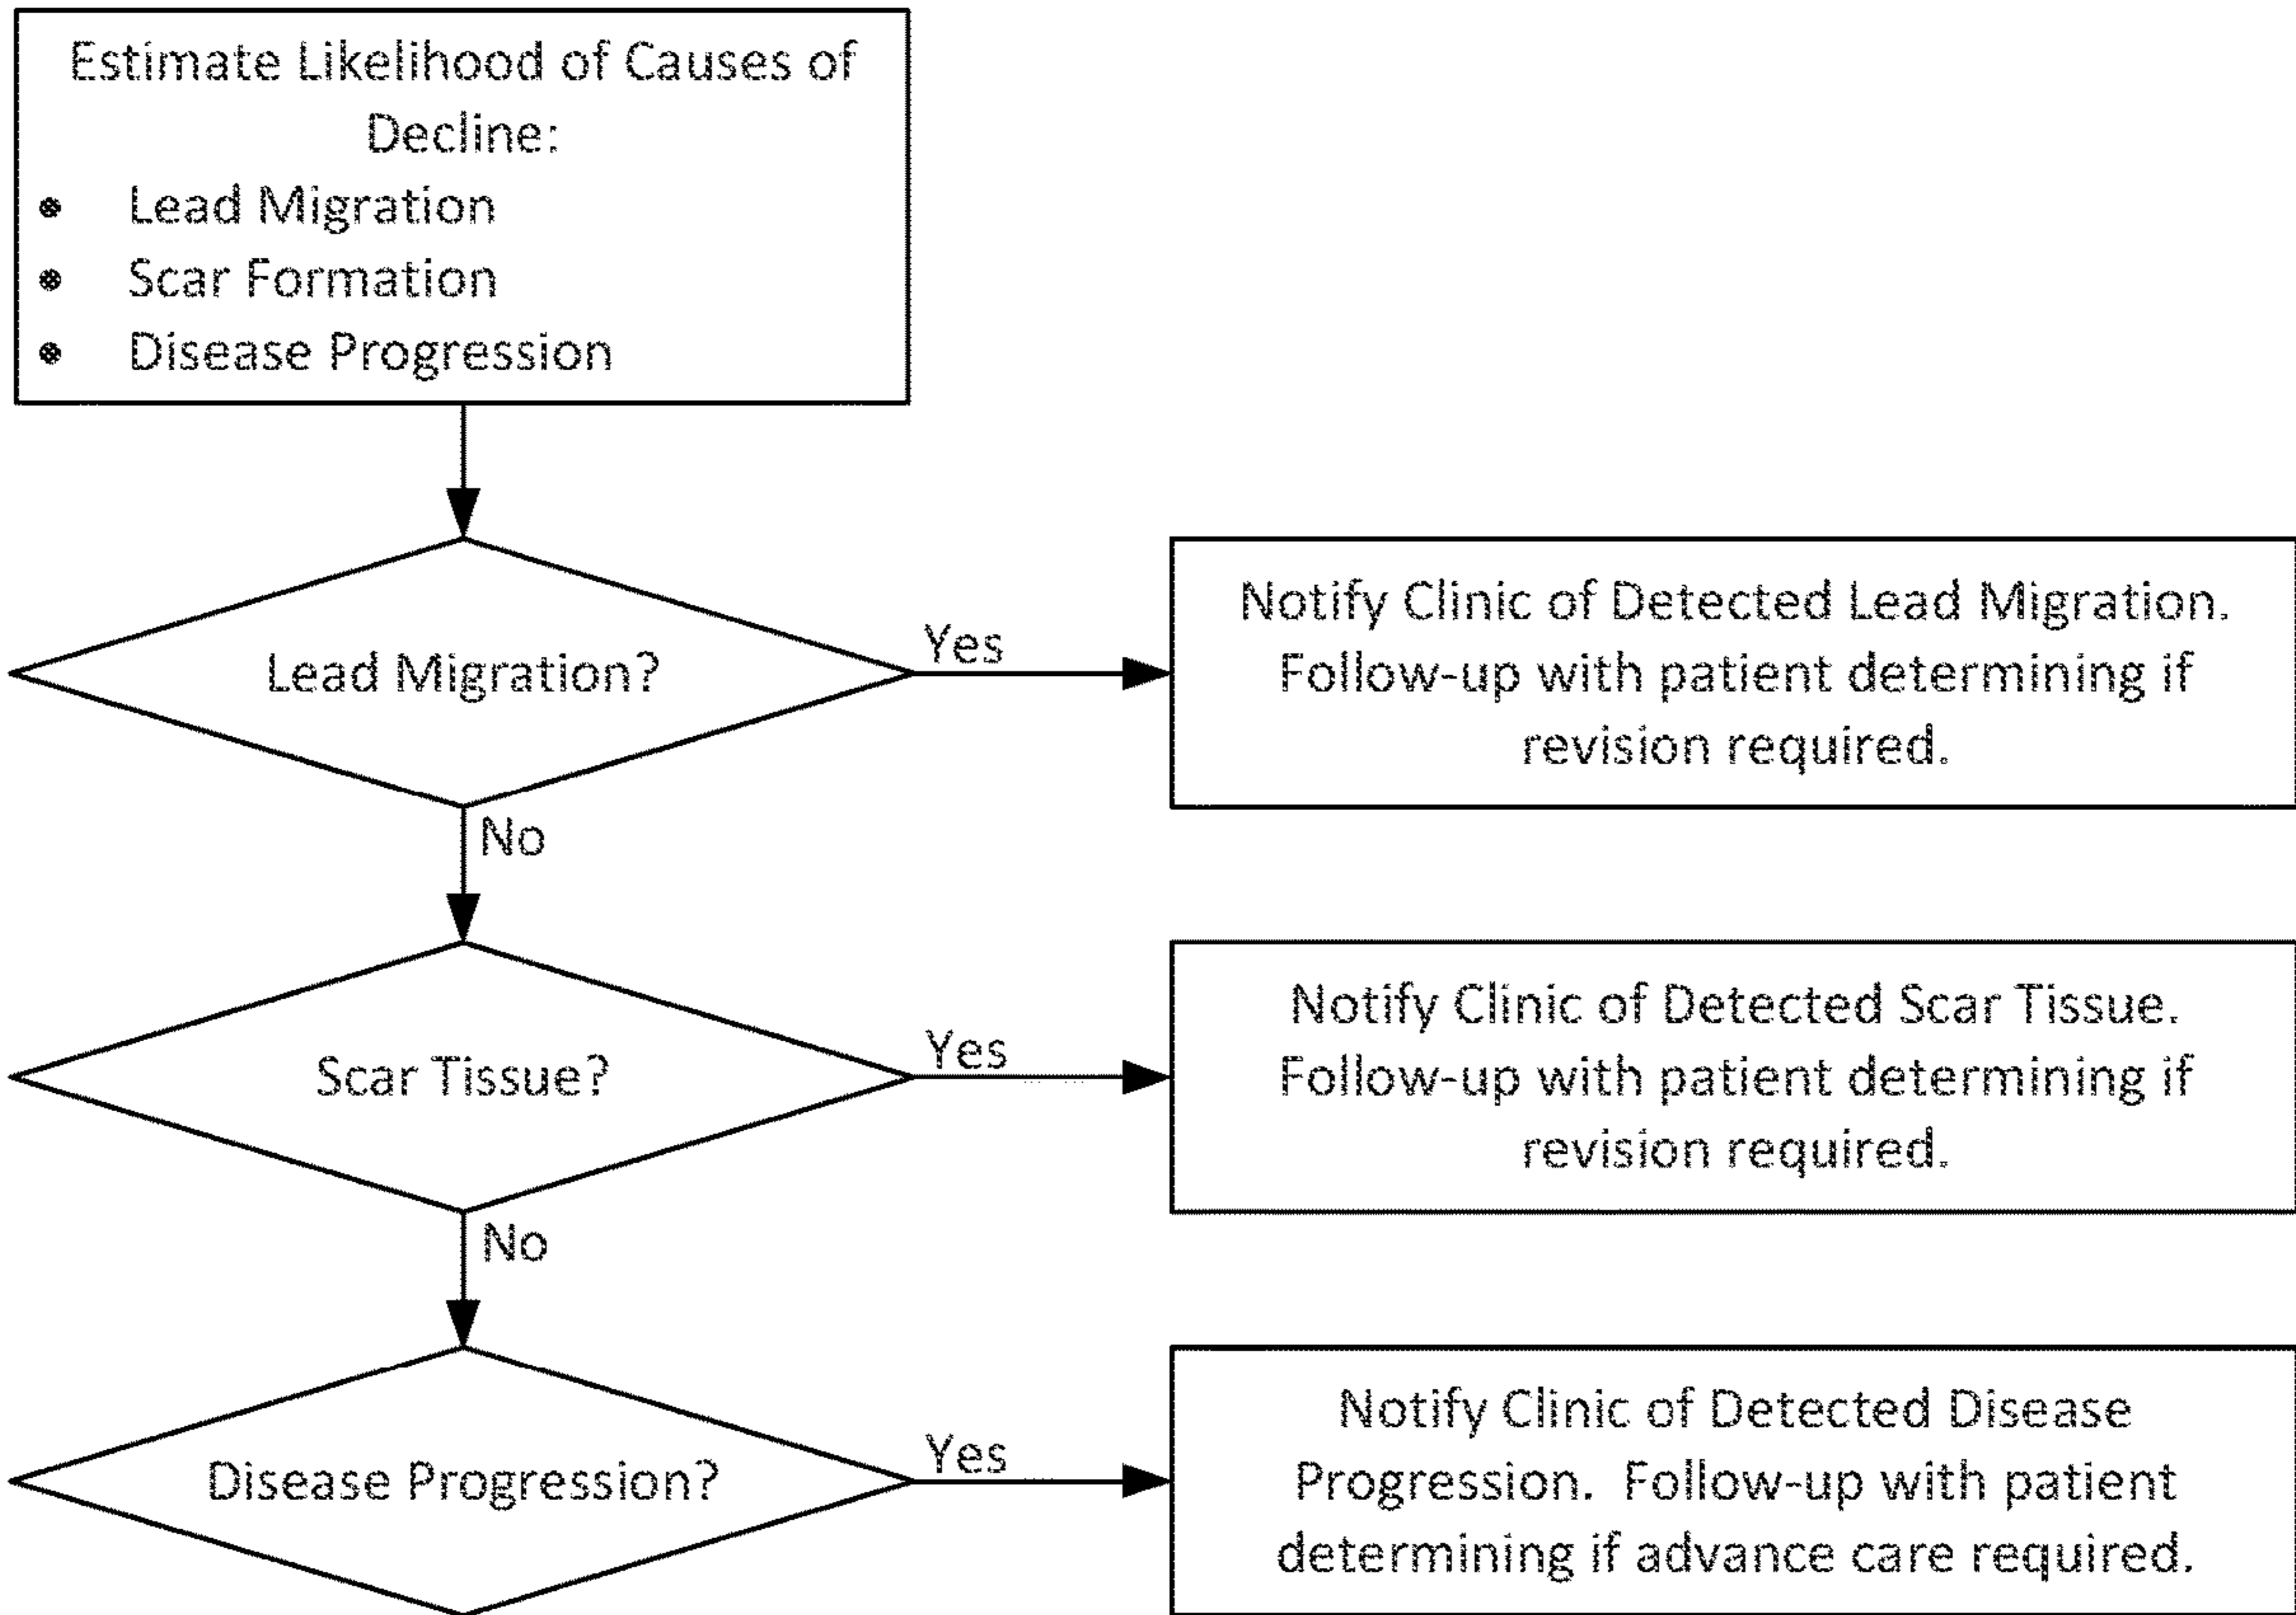 Estimate Likelihood of Causes of
Decline:
• Lead Migration
• Scar Formation
• Disease Progression
Lead Migration?
Yes
Notify Clinic of Detected Lead Migration.
Follow-up with patient determining if
revision required.
No
Scar Tissue?
Yes
Notify Clinic of Detected Scar Tissue.
Follow-up with patient determining if
revision required.
No
Disease Progression?
Yes
Notify Clinic of Detected Disease
Progression.  Follow-up with patient
determining if advance care required.